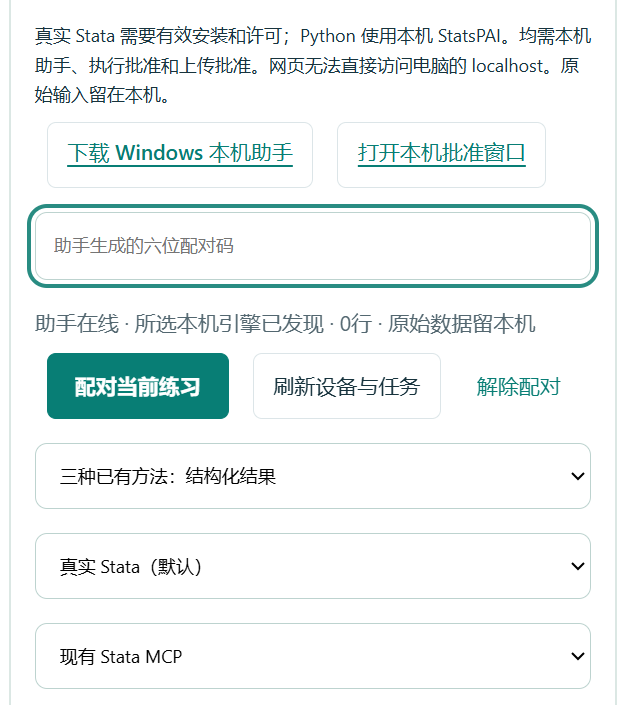 真实 Stata 需要有效安装和许可；Python 使用本机 StatsPAI。均需本机
助手、执行批准和上传批准。网页无法直接访问电脑的 localhost。原
始输入留在本机。
下载 Windows 本机助手
打开本机批准窗口
助手生成的六位配对码
助手在线 · 所选本机引擎已发现 · 0行 · 原始数据留本机
配对当前练习
刷新设备与任务
解除配对
三种已有方法：结构化结果
真实 Stata（默认）
现有 Stata MCP